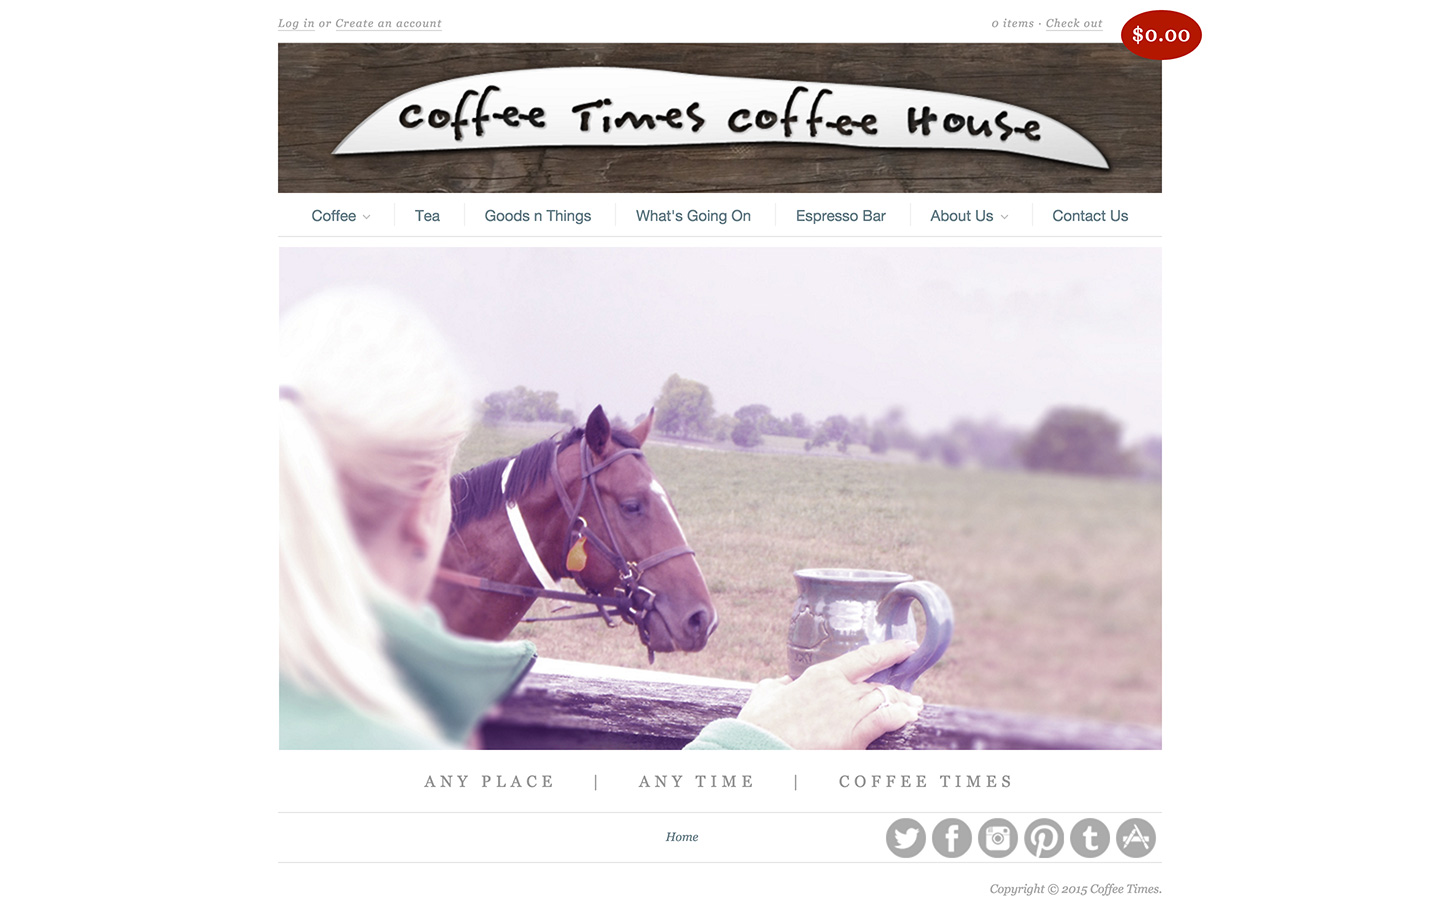 Log in or Create an account
0 items · Check out
$0.00
Coffee Times Coffee House
Coffee
Tea
Goods n Things
What's Going On
Espresso Bar
About Us
Contact Us
ANY PLACE | ANY TIME | COFFEE TIMES
Home
Copyright © 2015 Coffee Times.